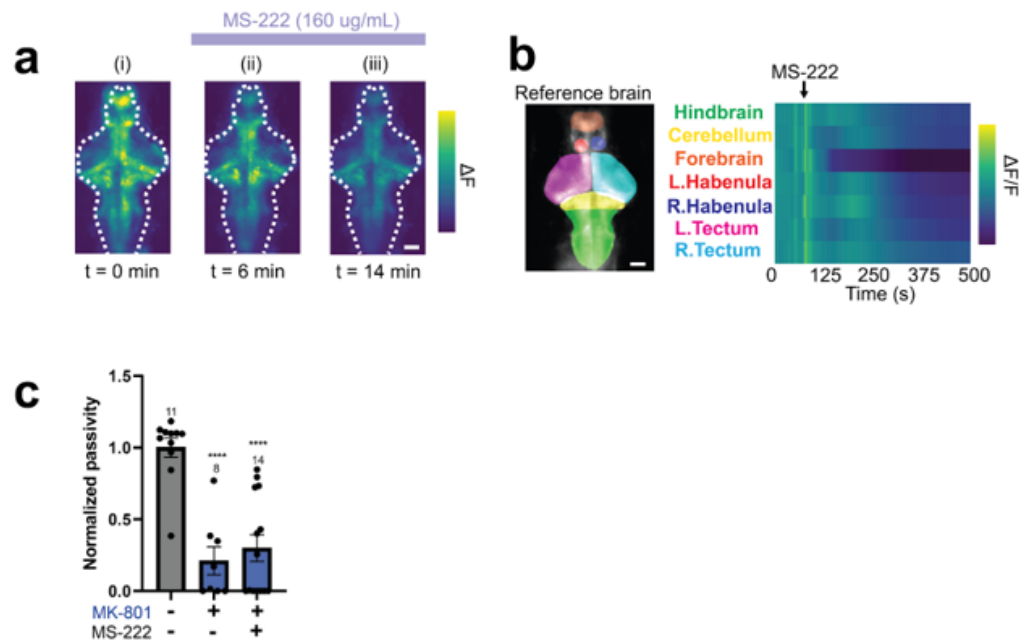 MS-222 (160 ug/mL)
a
(i) (ii) (iii)
ΔF
t = 0 min t = 6 min t = 14 min
b
MS-222
Reference brain
Hindbrain
Cerebellum
Forebrain
L.Habenula
R.Habenula
L.Tectum
R.Tectum
ΔF/F
0 125 250 375 500
Time (s)
c
Normalized passivity
1.5
1.0
0.5
0.0
11
****
8
****
14
MK-801 - + +
MS-222 - - +